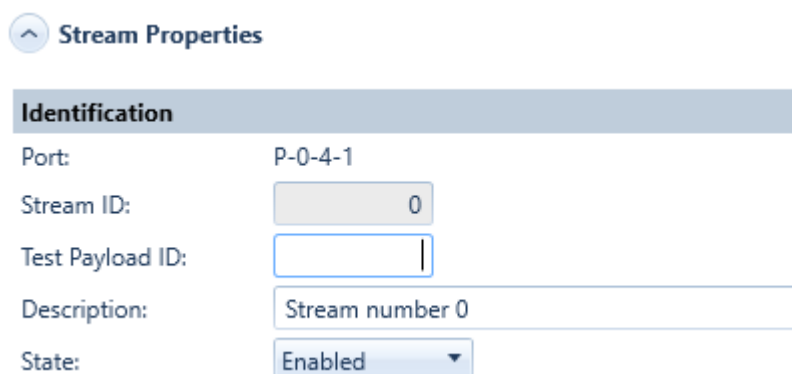 Stream Properties
Identification
Port: P-0-4-1
Stream ID: 0
Test Payload ID:
Description: Stream number 0
State: Enabled